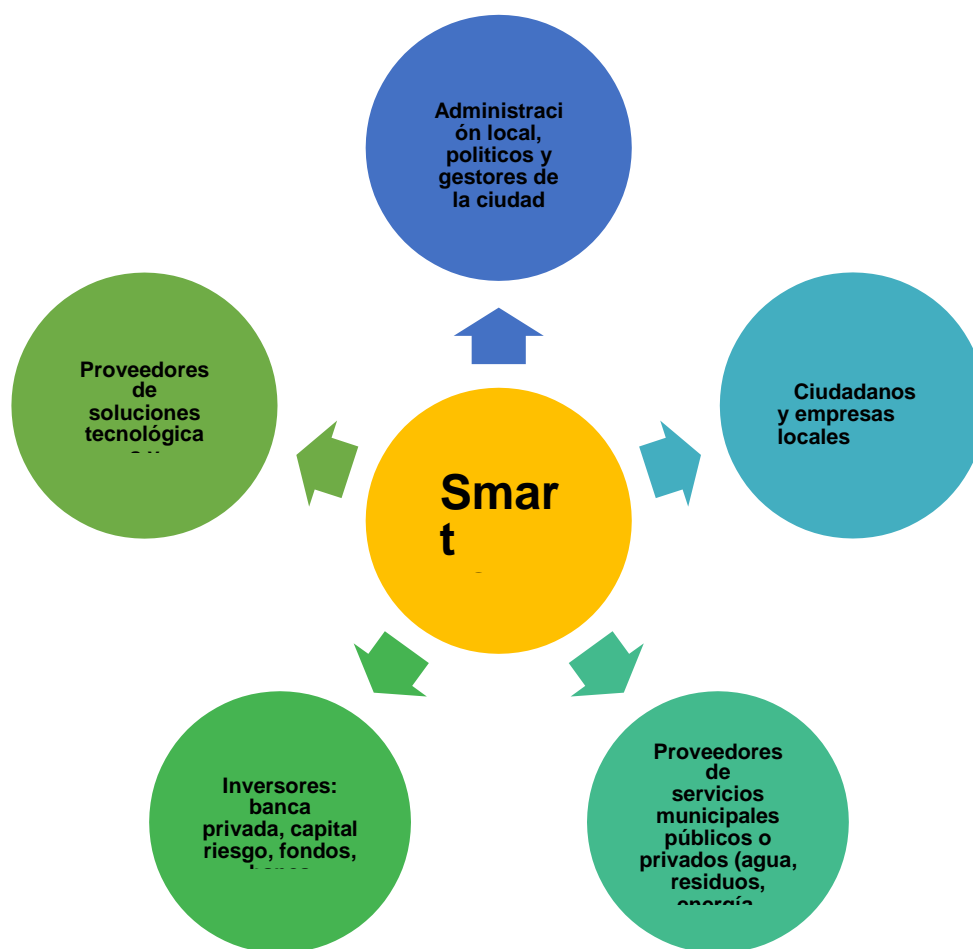 Administraci
ón local,
politicos y
gestores de
la ciudad
Proveedores
de
soluciones
tecnológica
Ciudadanos
y empresas
locales
Smar
t
Inversores:
banca
privada, capital
riesgo, fondos,
Proveedores
de
servicios
municipales
públicos o
privados (agua,
residuos,
energía